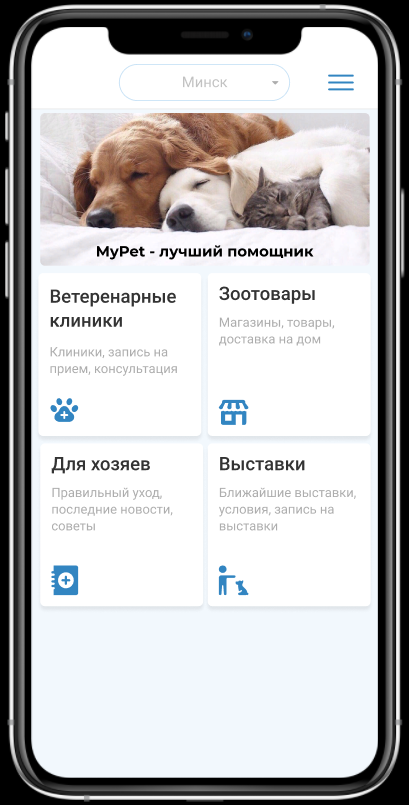 Минск
MyPet - лучший помощник
Ветеренарные
клиники
Клиники, запись на
прием, консультация
Зоотовары
Магазины, товары,
доставка на дом
Для хозяев
Правильный уход,
последние новости,
советы
Выставки
Ближайшие выставки,
условия, запись на
выставки